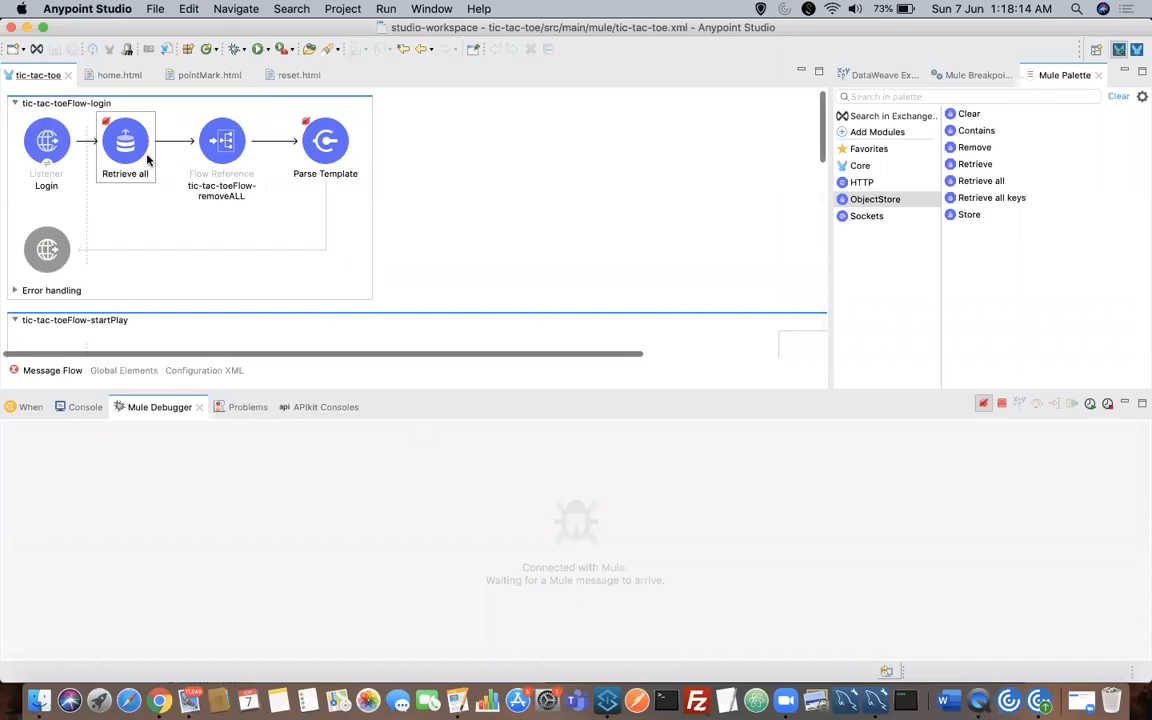 Anypoint Studio File Edit Navigate Search Project Run Window Help 73% Sun 7 Jun 1:18:14 AM
studio-workspace - tic-tac-toe/src/main/mule/tic-tac-toe.xml - Anypoint Studio
tic-tac-toe home.html pointMark.html reset.html
DataWeave Ex... Mule Breakpoi... Mule Palette
Search in palette Clear
tic-tac-toeFlow-login
Search in Exchange..
Add Modules
Favorites
Core
HTTP
ObjectStore
Sockets
Clear
Contains
Remove
Retrieve
Retrieve all
Retrieve all keys
Store
Listener
Login
Retrieve all
Flow Reference
tic-tac-toeFlow-
removeALL
Parse Template
Error handling
tic-tac-toeFlow-startPlay
Message Flow Global Elements Configuration XML
When Console Mule Debugger Problems api APIkit Consoles
Connected with Mule.
Waiting for a Mule message to arrive.